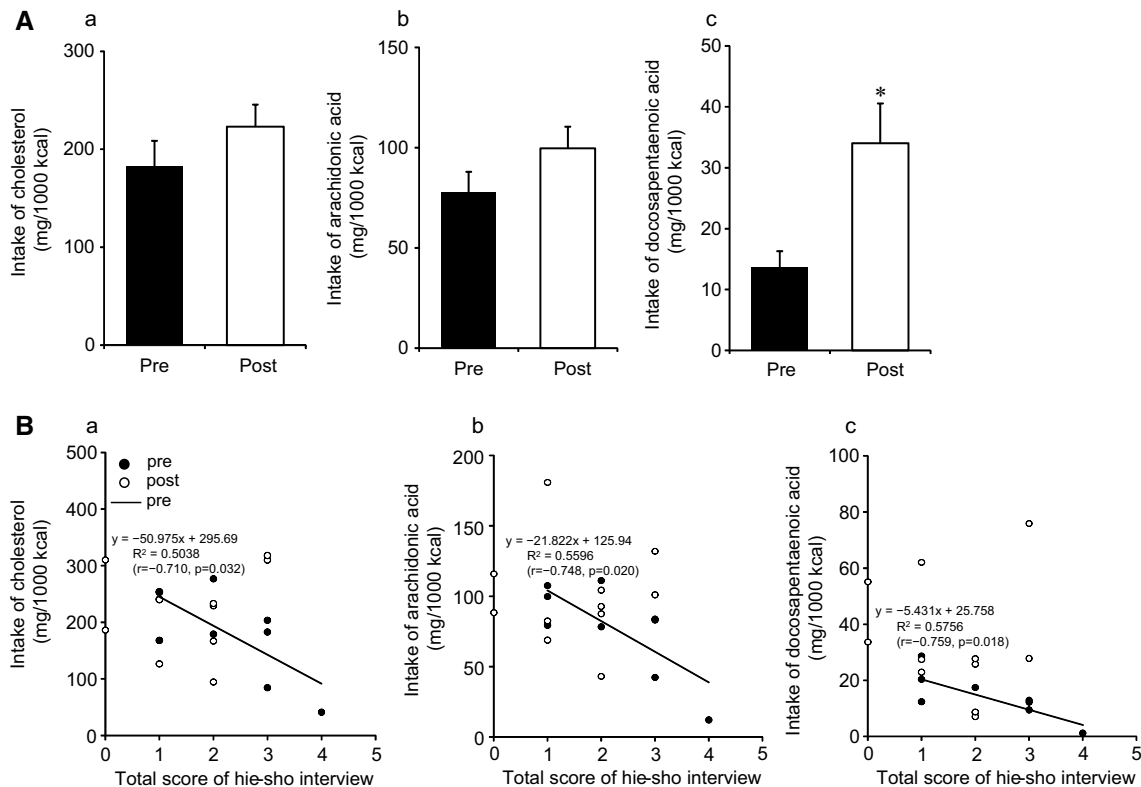 A
a
b
c
Intake of cholesterol
(mg/1000 kcal)
300
200
100
0
Pre
Post
Intake of arachidonic acid
(mg/1000 kcal)
150
100
50
0
Pre
Post
Intake of docosapentaenoic acid
(mg/1000 kcal)
50
40
30
20
10
0
*
Pre
Post
B
a
b
c
Intake of cholesterol
(mg/1000 kcal)
500
400
300
200
100
0
pre
post
pre
y = −50.975x + 295.69
R² = 0.5038
(r=−0.710, p=0.032)
0 1 2 3 4 5
Total score of hie-sho interview
Intake of arachidonic acid
(mg/1000 kcal)
200
150
100
50
0
y = −21.822x + 125.94
R² = 0.5596
(r=−0.748, p=0.020)
0 1 2 3 4 5
Total score of hie-sho interview
Intake of docosapentaenoic acid
(mg/1000 kcal)
100
80
60
40
20
0
y = −5.431x + 25.758
R² = 0.5756
(r=−0.759, p=0.018)
0 1 2 3 4 5
Total score of hie-sho interview